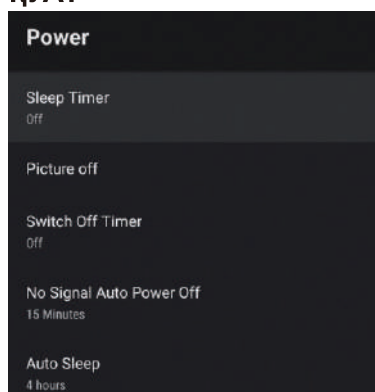 Power
Sleep Timer
Off
Picture off
Switch Off Timer
Off
No Signal Auto Power Off
15 Minutes
Auto Sleep
4 hours